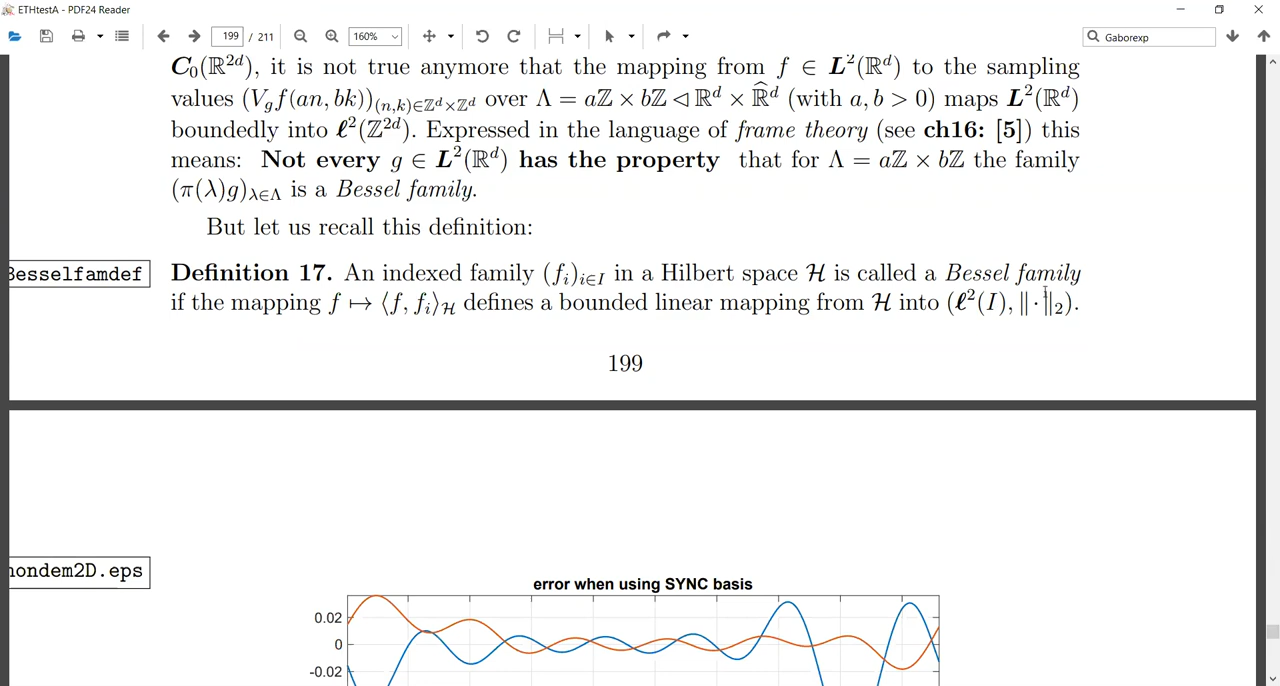 ETHtestA - PDF24 Reader
199 / 211
160%
Gaborexp
C₀(ℝ²ᵈ), it is not true anymore that the mapping from f ∈ L²(ℝᵈ) to the sampling
values (V_g f(an, bk))_{(n,k)∈ℤᵈ×ℤᵈ} over Λ = aℤ × bℤ ◁ ℝᵈ × ℝ̂ᵈ (with a, b > 0) maps L²(ℝᵈ)
boundedly into ℓ²(ℤ²ᵈ). Expressed in the language of frame theory (see ch16: [5]) this
means: Not every g ∈ L²(ℝᵈ) has the property that for Λ = aℤ × bℤ the family
(π(λ)g)_{λ∈Λ} is a Bessel family.
But let us recall this definition:
Besselfamdef
Definition 17. An indexed family (f_i)_{i∈I} in a Hilbert space ℋ is called a Bessel family
if the mapping f ↦ ⟨f, f_i⟩_ℋ defines a bounded linear mapping from ℋ into (ℓ²(I), ‖ · ‖₂).
199
hondem2D.eps
error when using SYNC basis
0.02
0
-0.02